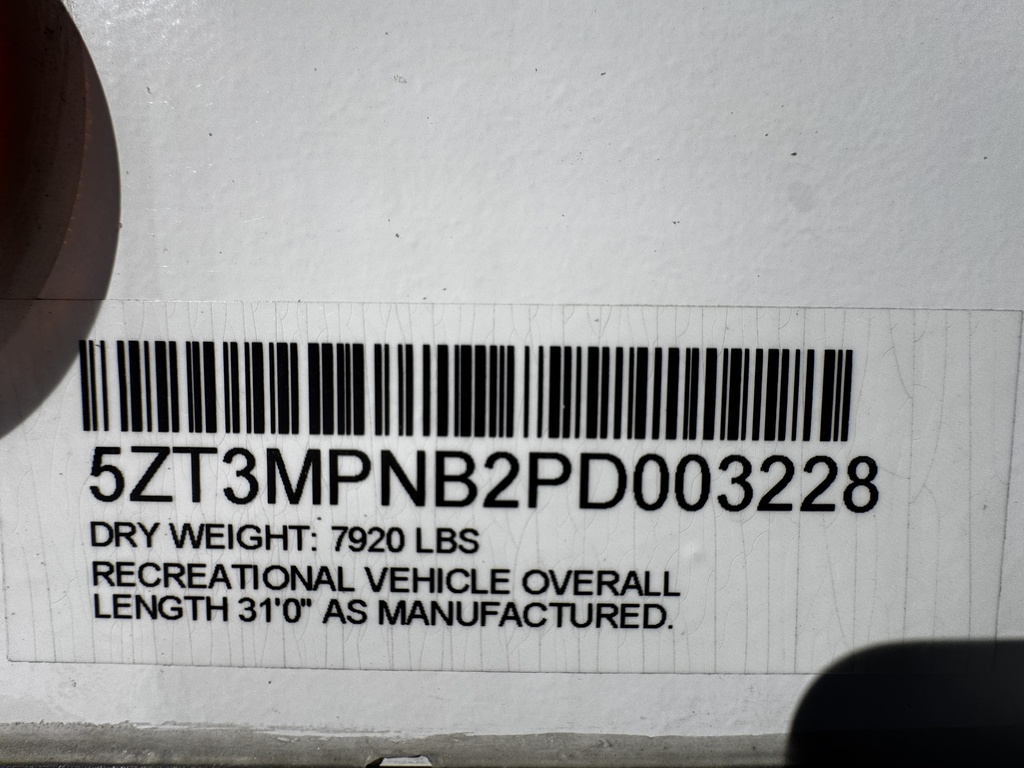 5ZT3MPNB2PD003228
DRY WEIGHT: 7920 LBS
RECREATIONAL VEHICLE OVERALL
LENGTH 31'0" AS MANUFACTURED.